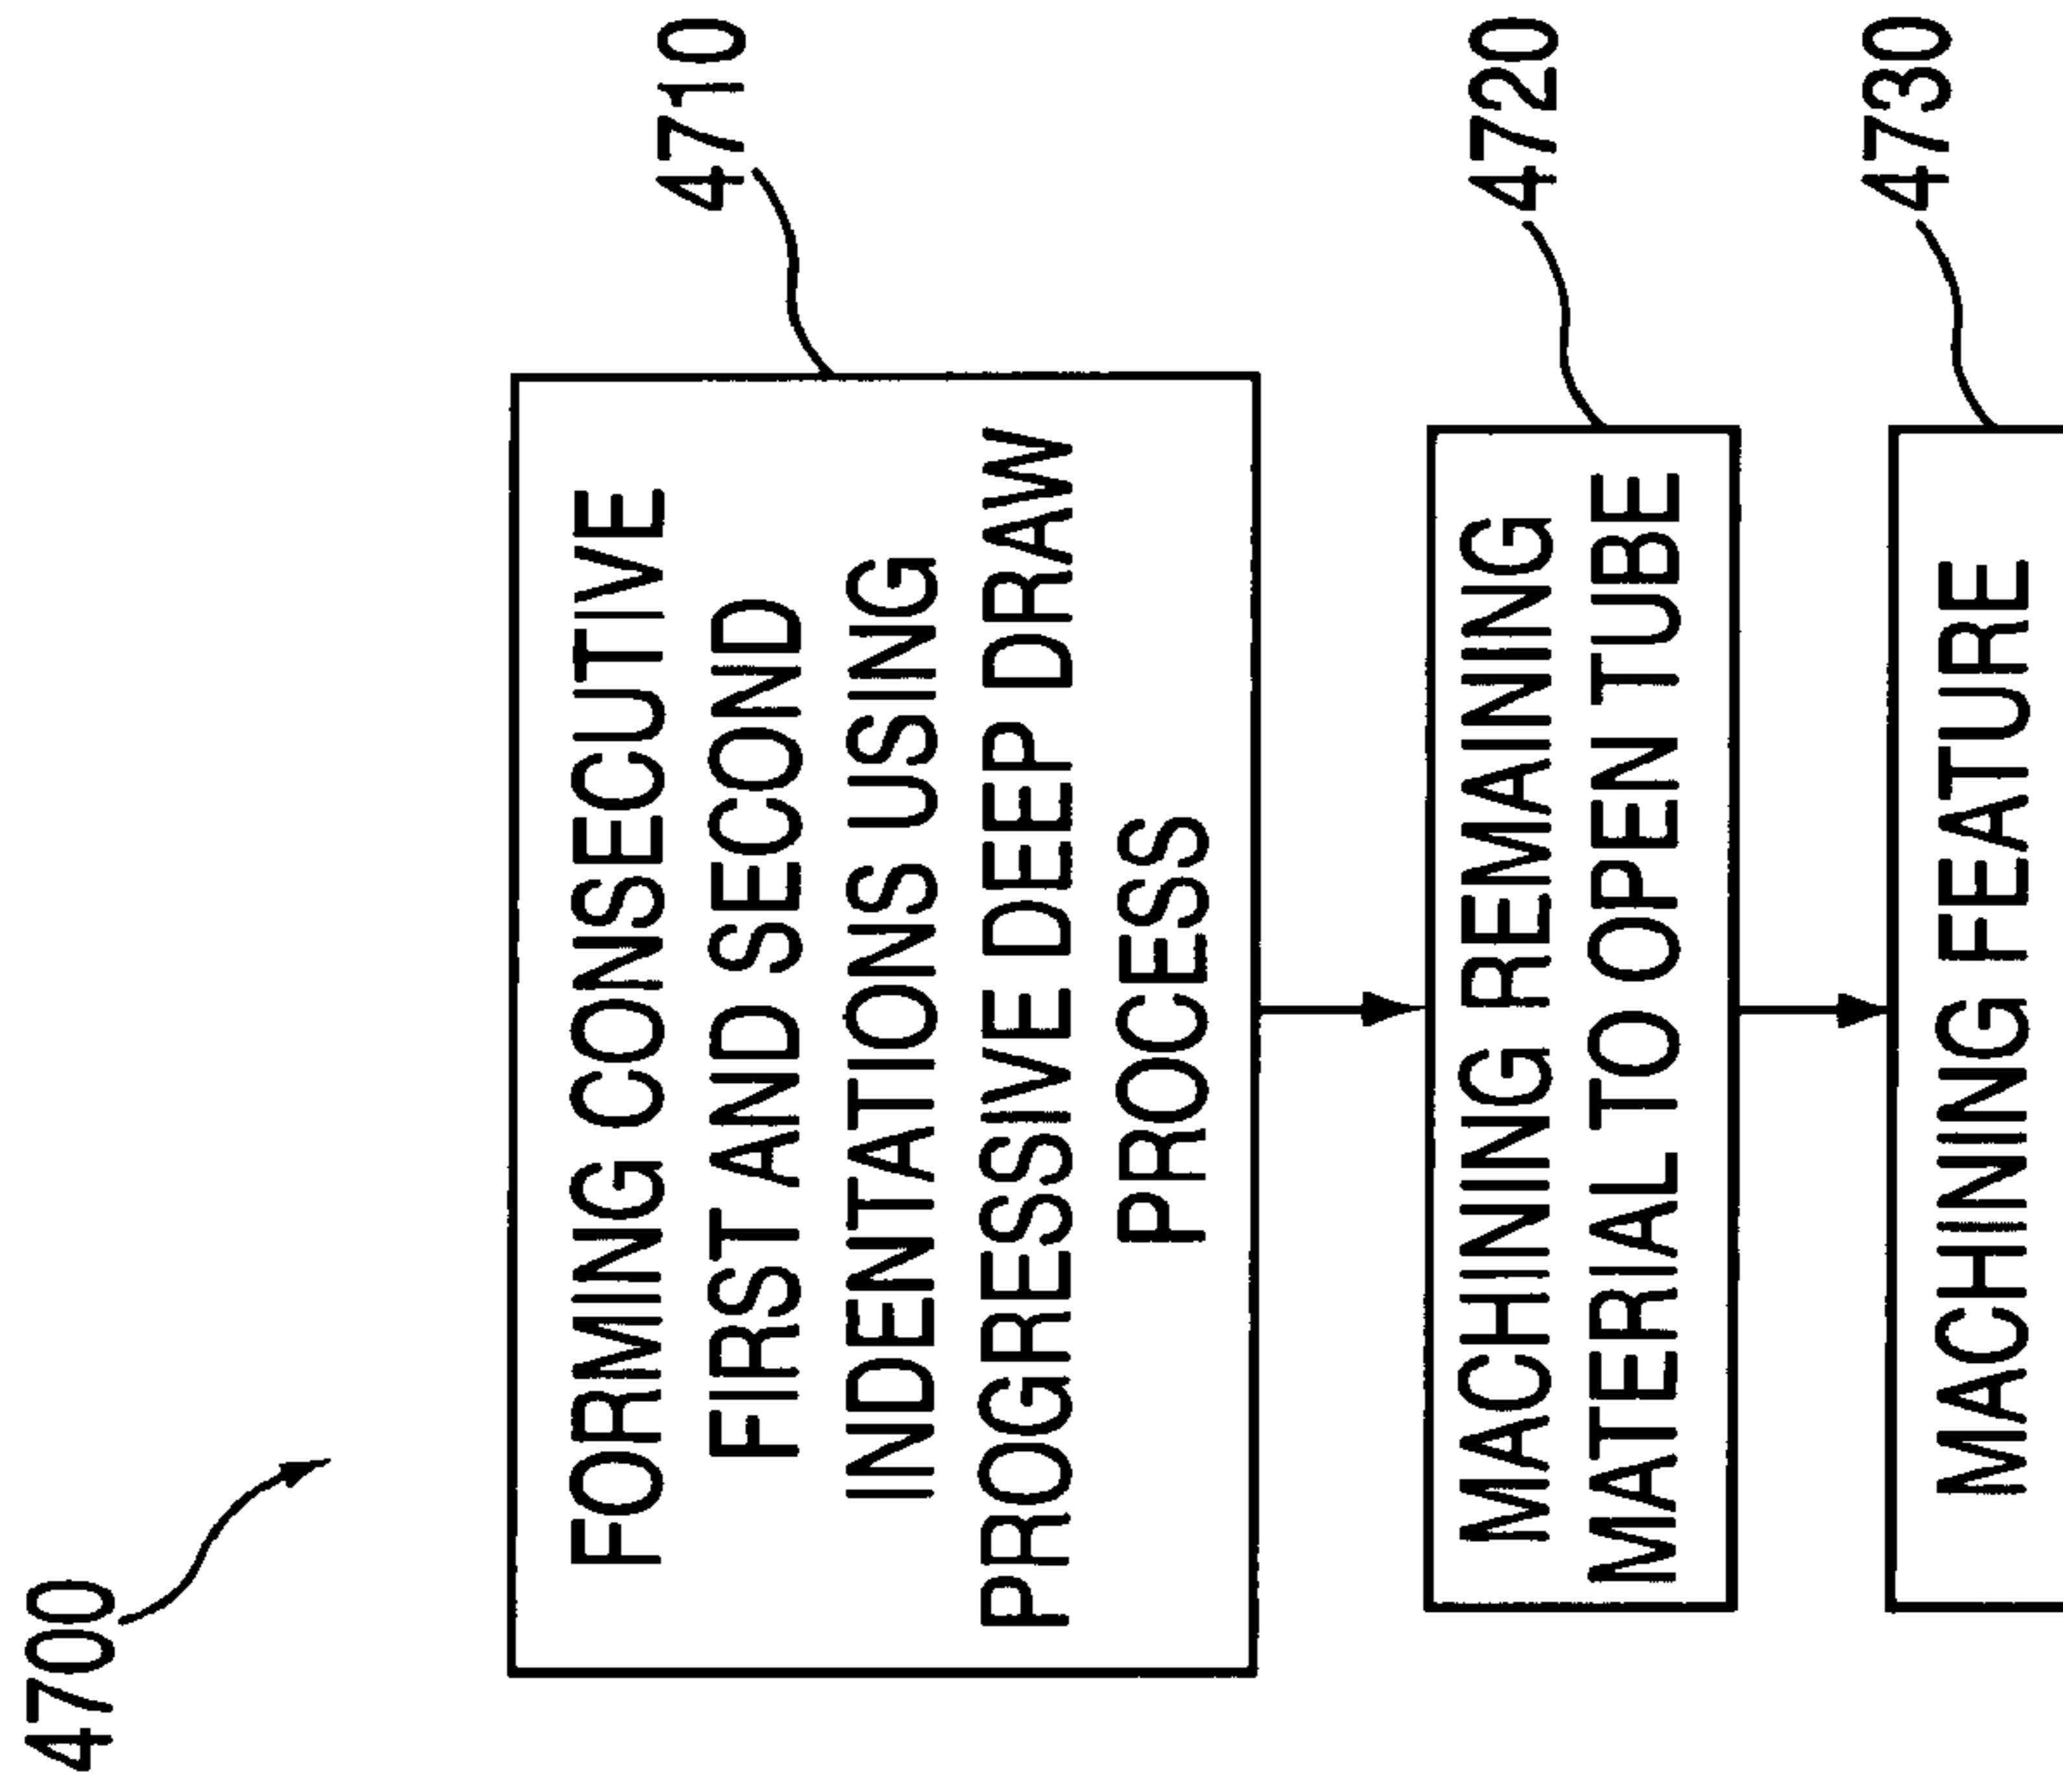 4700
FORMING CONSECUTIVE
FIRST AND SECOND
INDENTATIONS USING
PROGRESSIVE DEEP DRAW
PROCESS
4710
MACHINING REMAINING
MATERIAL TO OPEN TUBE
4720
MACHINING FEATURE
4730